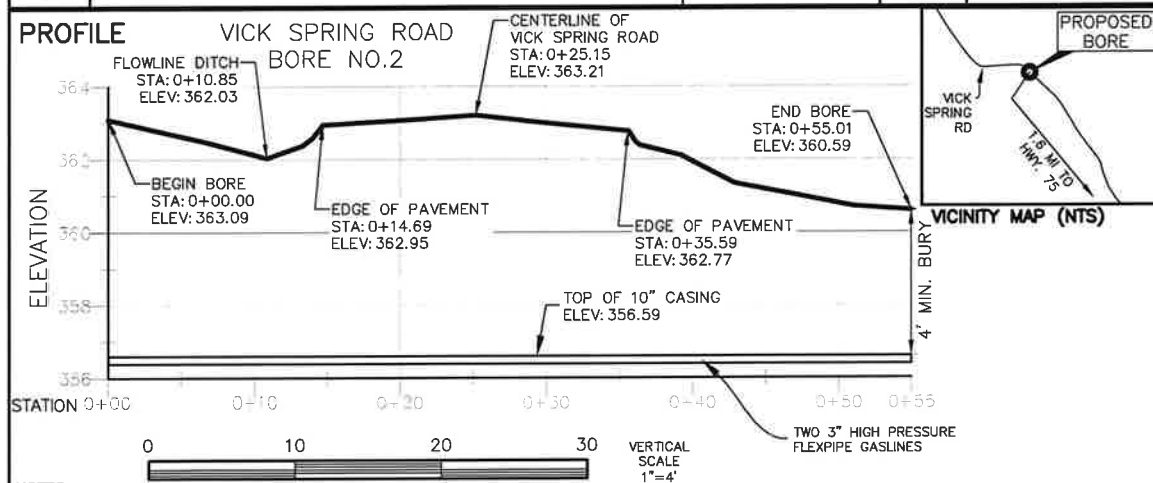 PROFILE
VICK SPRING ROAD
BORE NO.2
FLOWLINE DITCH
STA: 0+10.85
ELEV: 362.03
CENTERLINE OF
VICK SPRING ROAD
STA: 0+25.15
ELEV: 363.21
END BORE
STA: 0+55.01
ELEV: 360.59
PROPOSED
BORE
VICK
SPRING
RD
1.6 MI TO
HWY. 75
VICINITY MAP (NTS)
BEGIN BORE
STA: 0+00.00
ELEV: 363.09
EDGE OF PAVEMENT
STA: 0+14.69
ELEV: 362.95
EDGE OF PAVEMENT
STA: 0+35.59
ELEV: 362.77
ELEVATION
364
362
360
358
356
TOP OF 10" CASING
ELEV: 356.59
4' MIN. BURY
STATION 0+00 0+10 0+20 0+30 0+40 0+50 0+55
TWO 3" HIGH PRESSURE
FLEXPIPE GASLINES
0 10 20 30
VERTICAL
SCALE
1"=4'